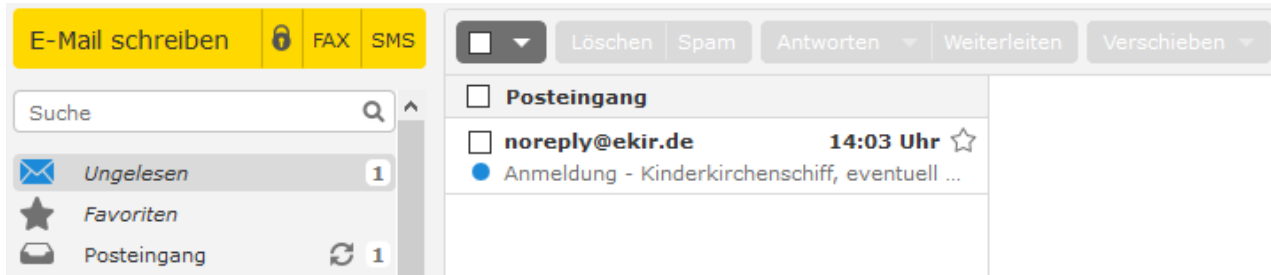 E-Mail schreiben FAX SMS
Löschen Spam Antworten Weiterleiten Verschieben
Suche
Ungelesen 1
Favoriten
Posteingang 1
Posteingang
noreply@ekir.de 14:03 Uhr
Anmeldung - Kinderkirchenschiff, eventuell ...